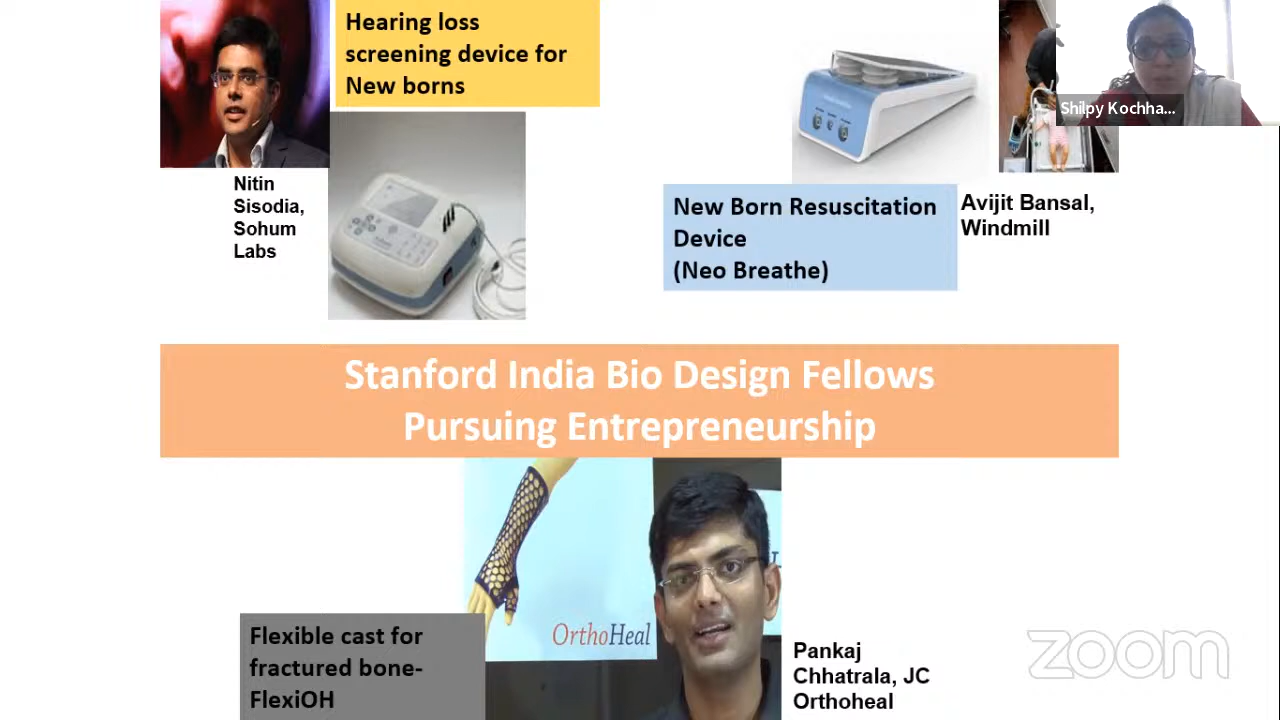 Hearing loss
screening device for
New borns
Nitin
Sisodia,
Sohum
Labs
Shilpy Kochha...
New Born Resuscitation
Device
(Neo Breathe)
Avijit Bansal,
Windmill
Stanford India Bio Design Fellows
Pursuing Entrepreneurship
OrthoHeal
Flexible cast for
fractured bone-
FlexiOH
Pankaj
Chhatrala, JC
Orthoheal
zoom